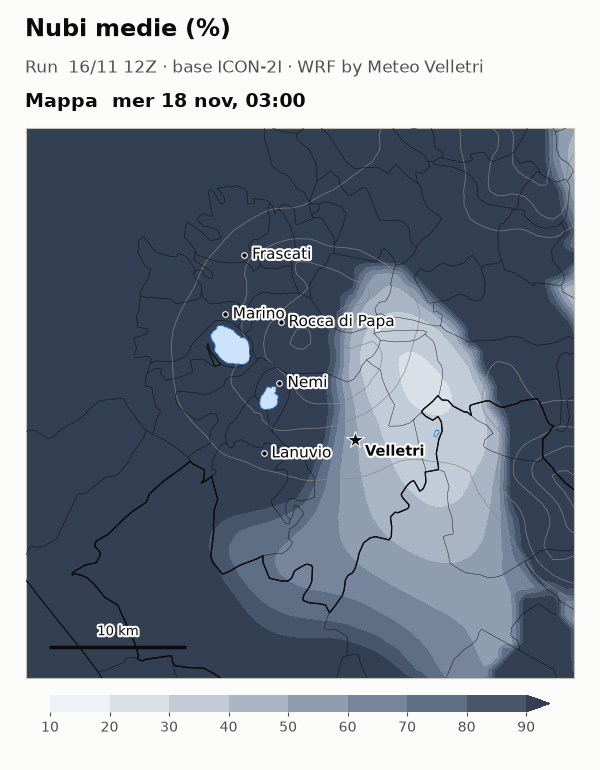 Nubi medie (%)
Run  16/11 12Z · base ICON-2I · WRF by Meteo Velletri
Mappa  mer 18 nov, 03:00
Frascati
Marino
Rocca di Papa
Nemi
Velletri
Lanuvio
10 km
10 20 30 40 50 60 70 80 90